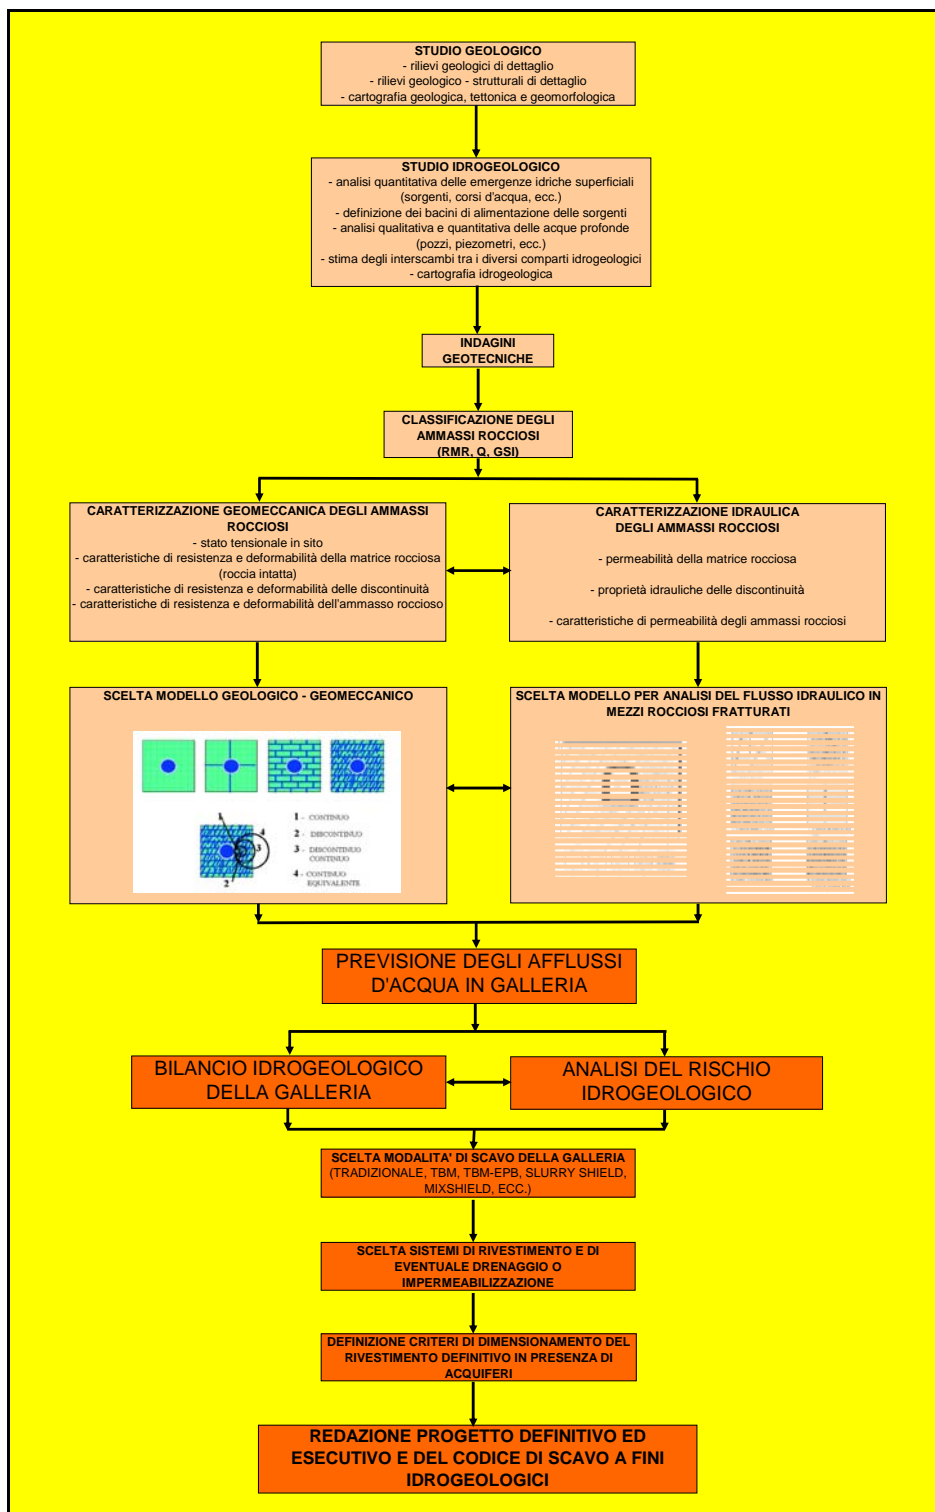 STUDIO GEOLOGICO
- rilievi geologici di dettaglio
- rilievi geologico - strutturali di dettaglio
- cartografia geologica, tettonica e geomorfologica
STUDIO IDROGEOLOGICO
- analisi quantitativa delle emergenze idriche superficiali
(sorgenti, corsi d'acqua, ecc.)
- definizione dei bacini di alimentazione delle sorgenti
- analisi qualitativa e quantitativa delle acque profonde
(pozzi, piezometri, ecc.)
- stima degli interscambi tra i diversi comparti idrogeologici
- cartografia idrogeologica
INDAGINI
GEOTECNICHE
CLASSIFICAZIONE DEGLI
AMMASSI ROCCIOSI
(RMR, Q, GSI)
CARATTERIZZAZIONE GEOMECCANICA DEGLI AMMASSI
ROCCIOSI
- stato tensionale in sito
- caratteristiche di resistenza e deformabilità della matrice rocciosa
(roccia intatta)
- caratteristiche di resistenza e deformabilità delle discontinuità
- caratteristiche di resistenza e deformabilità dell'ammasso roccioso
CARATTERIZZAZIONE IDRAULICA
DEGLI AMMASSI ROCCIOSI
- permeabilità della matrice rocciosa
- proprietà idrauliche delle discontinuità
- caratteristiche di permeabilità degli ammassi rocciosi
SCELTA MODELLO GEOLOGICO - GEOMECCANICO
1
4
3
2
1 - CONTINUO
2 - DISCONTINUO
3 - DISCONTINUO
CONTINUO
4 - CONTINUO
EQUIVALENTE
SCELTA MODELLO PER ANALISI DEL FLUSSO IDRAULICO IN
MEZZI ROCCIOSI FRATTURATI
PREVISIONE DEGLI AFFLUSSI
D'ACQUA IN GALLERIA
BILANCIO IDROGEOLOGICO
DELLA GALLERIA
ANALISI DEL RISCHIO
IDROGEOLOGICO
SCELTA MODALITA' DI SCAVO DELLA GALLERIA
(TRADIZIONALE, TBM, TBM-EPB, SLURRY SHIELD,
MIXSHIELD, ECC.)
SCELTA SISTEMI DI RIVESTIMENTO E DI
EVENTUALE DRENAGGIO O
IMPERMEABILIZZAZIONE
DEFINIZIONE CRITERI DI DIMENSIONAMENTO DEL
RIVESTIMENTO DEFINITIVO IN PRESENZA DI
ACQUIFERI
REDAZIONE PROGETTO DEFINITIVO ED
ESECUTIVO E DEL CODICE DI SCAVO A FINI
IDROGEOLOGICI